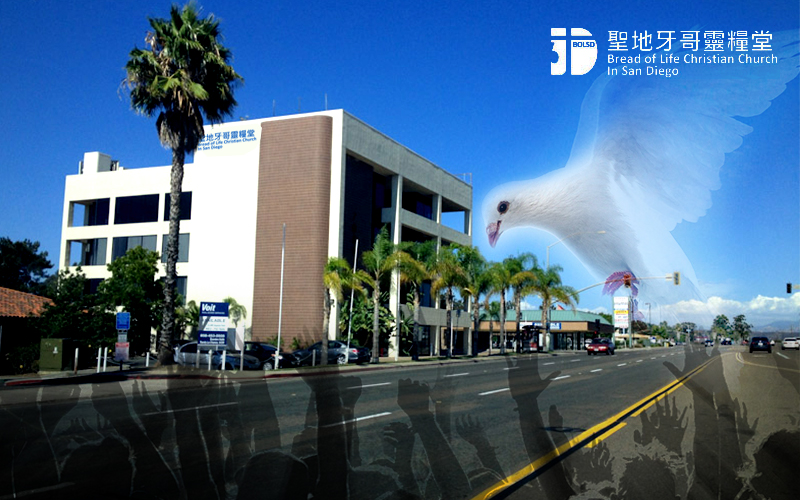 BOLSD
聖地牙哥靈糧堂
Bread of Life Christian Church
In San Diego
聖地牙哥靈糧堂
Bread of Life Christian Church
In San Diego
Voit